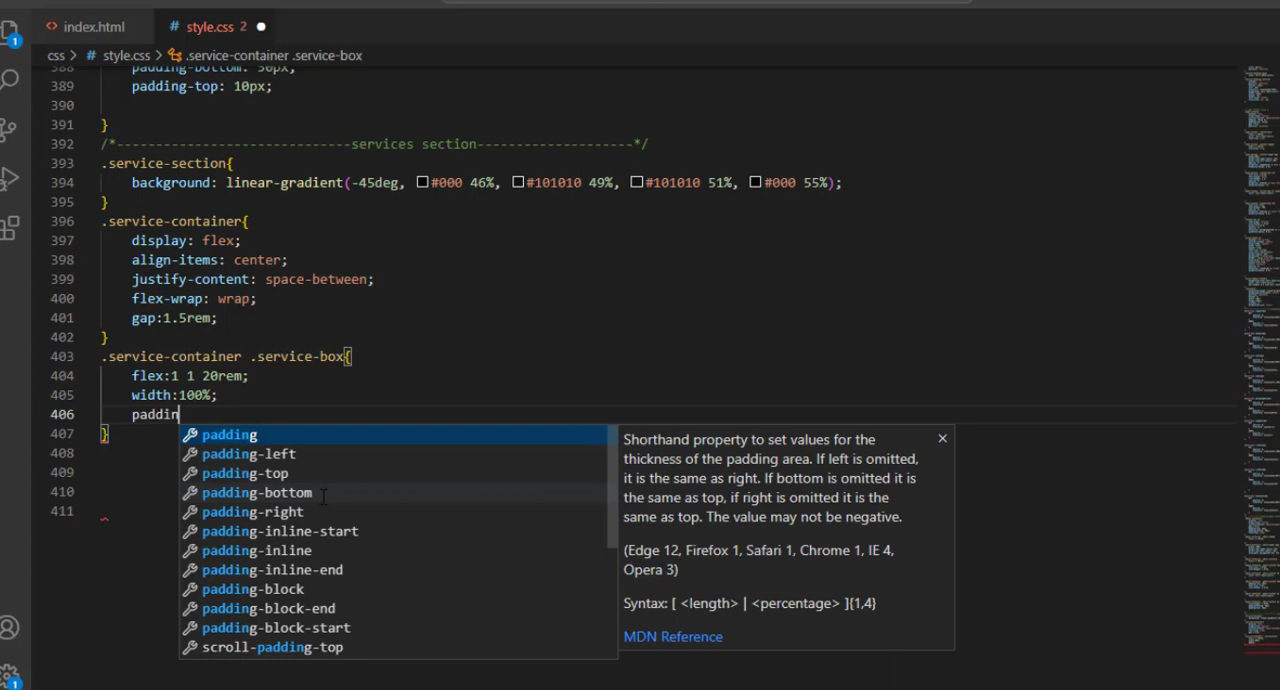 index.html
style.css 2
css > style.css > .service-container .service-box
388 padding-bottom: 50px;
389 padding-top: 10px;
390
391 }
392 /*------------------------------services section--------------------*/
393 .service-section{
394 background: linear-gradient(-45deg, #000 46%, #101010 49%, #101010 51%, #000 55%);
395 }
396 .service-container{
397 display: flex;
398 align-items: center;
399 justify-content: space-between;
400 flex-wrap: wrap;
401 gap:1.5rem;
402 }
403 .service-container .service-box{
404 flex:1 1 20rem;
405 width:100%;
406 paddin
407 }
408
409
410
411
padding
padding-left
padding-top
padding-bottom
padding-right
padding-inline-start
padding-inline
padding-inline-end
padding-block
padding-block-end
padding-block-start
scroll-padding-top
Shorthand property to set values for the
thickness of the padding area. If left is omitted,
it is the same as right. If bottom is omitted it is
the same as top, if right is omitted it is the
same as top. The value may not be negative.
(Edge 12, Firefox 1, Safari 1, Chrome 1, IE 4,
Opera 3)
Syntax: [ <length> | <percentage> ]{1,4}
MDN Reference
1
1